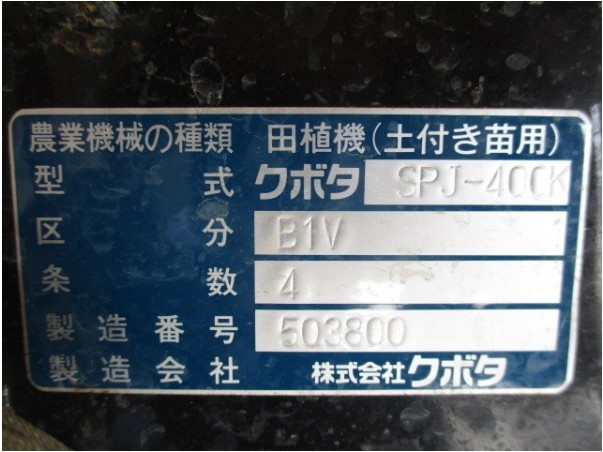 農業機械の種類 田植機(土付き苗用)
型式 クボタ SPJ-400K
区分 B1V
条数 4
製造番号 503800
製造会社 株式会社クボタ